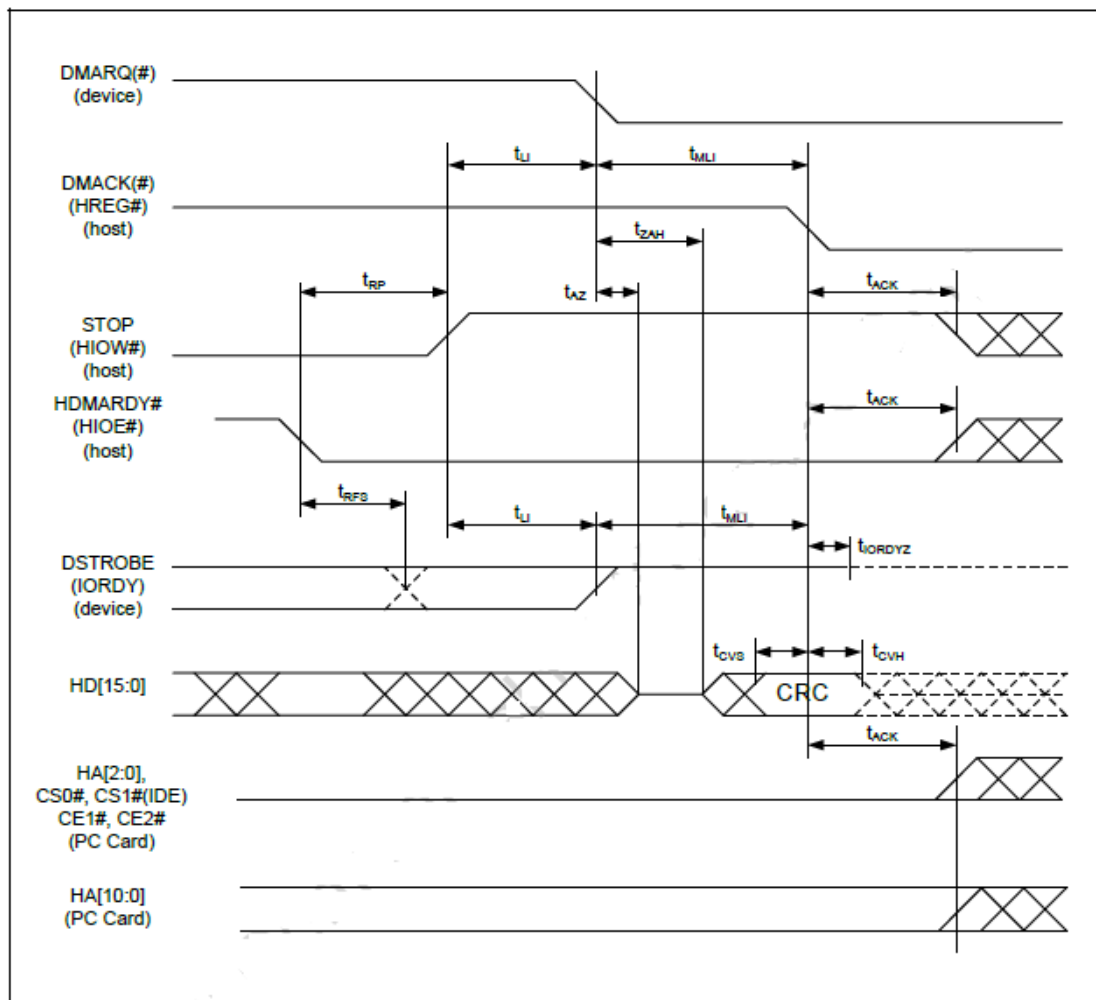 DMARQ(#)
(device)
tLI
tMLI
DMACK(#)
(HREG#)
(host)
tZAH
tRP
tAZ
tACK
STOP
(HIOW#)
(host)
HDMARDY#
(HIOE#)
(host)
tACK
tRFS
tLI
tMLI
tIORDYZ
DSTROBE
(IORDY)
(device)
tCVS
tCVH
HD[15:0]
CRC
tACK
HA[2:0],
CS0#, CS1#(IDE)
CE1#, CE2#
(PC Card)
HA[10:0]
(PC Card)